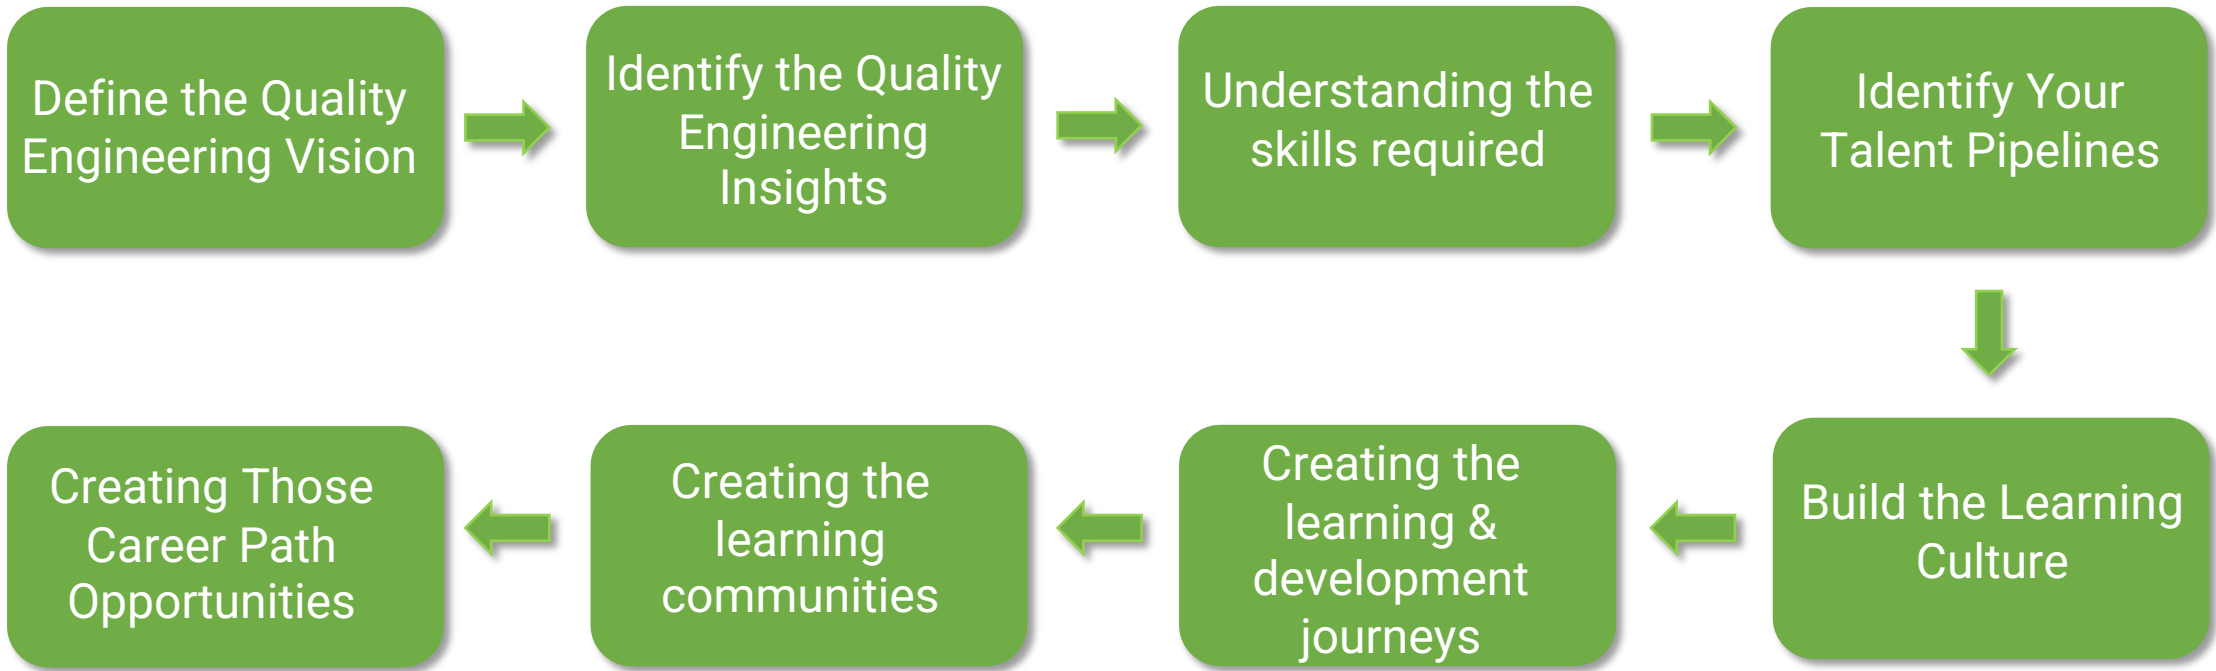 Define the Quality
Engineering Vision
Identify the Quality
Engineering
Insights
Understanding the
skills required
Identify Your
Talent Pipelines
Build the Learning
Culture
Creating the
learning &
development
journeys
Creating the
learning
communities
Creating Those
Career Path
Opportunities